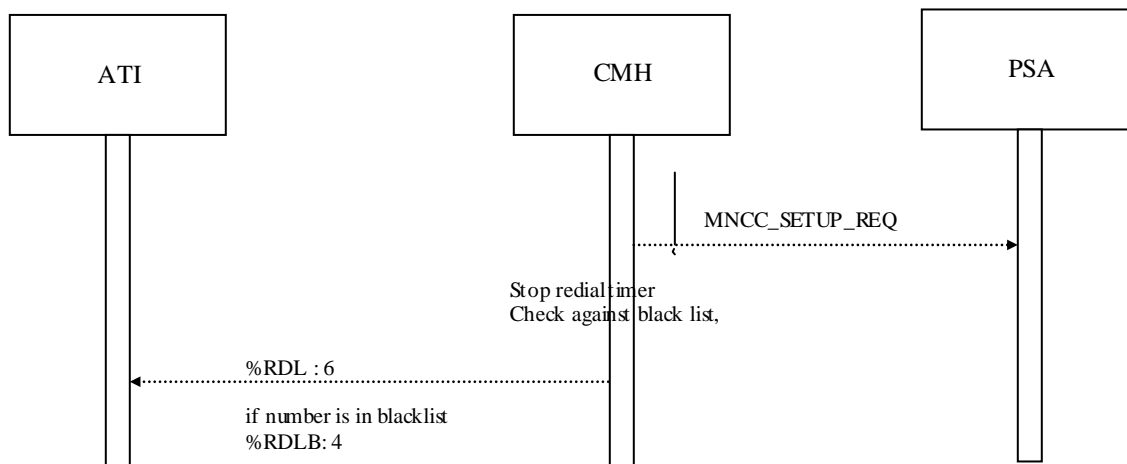 ATI
CMH
PSA
MNCC_SETUP_REQ
Stop redial timer
Check against black list,
%RDL : 6
if number is in blacklist
%RDLB: 4